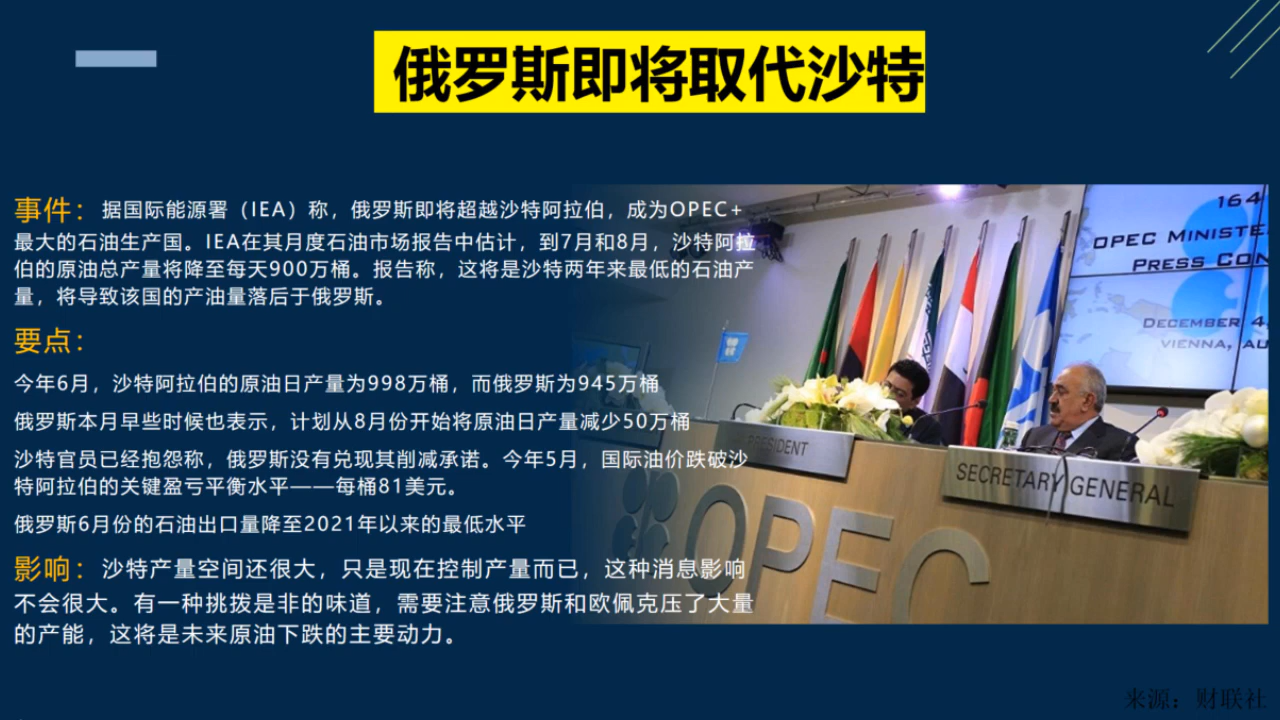 俄罗斯即将取代沙特
事件：据国际能源署（IEA）称，俄罗斯即将超越沙特阿拉伯，成为OPEC+
最大的石油生产国。IEA在其月度石油市场报告中估计，到7月和8月，沙特阿拉
伯的原油总产量将降至每天900万桶。报告称，这将是沙特两年来最低的石油产
量，将导致该国的产油量落后于俄罗斯。
要点：
今年6月，沙特阿拉伯的原油日产量为998万桶，而俄罗斯为945万桶
俄罗斯本月早些时候也表示，计划从8月份开始将原油日产量减少50万桶
沙特官员已经抱怨称，俄罗斯没有兑现其削减承诺。今年5月，国际油价跌破沙
特阿拉伯的关键盈亏平衡水平——每桶81美元。
俄罗斯6月份的石油出口量降至2021年以来的最低水平
影响：沙特产量空间还很大，只是现在控制产量而已，这种消息影响
不会很大。有一种挑拨是非的味道，需要注意俄罗斯和欧佩克压了大量
的产能，这将是未来原油下跌的主要动力。
164
OPEC MINISTE
PRESS CON
DECEMBER 4
VIENNA, AU
PRESIDENT
SECRETARY GENERAL
OPEC
来源：财联社